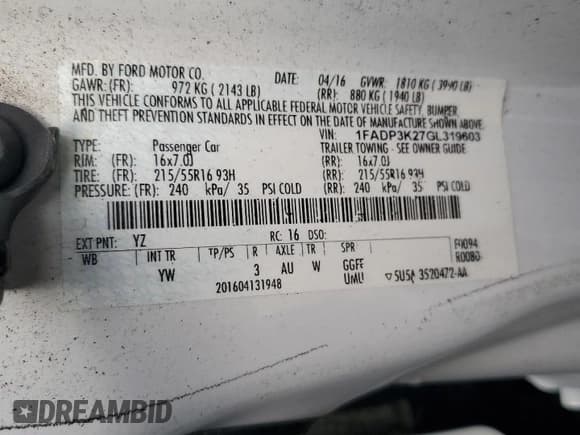 MFD. BY FORD MOTOR CO. DATE: 04/16 GVWR: 1810 KG ( 3990 LB)
GAWR: (FR): 972 KG ( 2143 LB) (RR): 880 KG ( 1940 LB)
THIS VEHICLE CONFORMS TO ALL APPLICABLE FEDERAL MOTOR VEHICLE SAFETY, BUMPER,
AND THEFT PREVENTION STANDARDS IN EFFECT ON THE DATE OF MANUFACTURE SHOWN ABOVE
VIN: 1FADP3K27GL319603
TYPE: Passenger Car TRAILER TOWING - SEE OWNER GUIDE
RIM: (FR): 16x7.0J (RR): 16x7.0J
TIRE: (FR): 215/55R16 93H (RR): 215/55R16 93H
PRESSURE: (FR): 240 kPa/ 35 PSI COLD (RR): 240 kPa/ 35 PSI COLD
EXT PNT: YZ RC: 16 DSO: F0094
WB INT TR TP/PS R AXLE TR SPR R0080
YW 3 AU W GGFF
201604131948 UMLI ▽ 5U5A 3520472-AA
DREAMBID